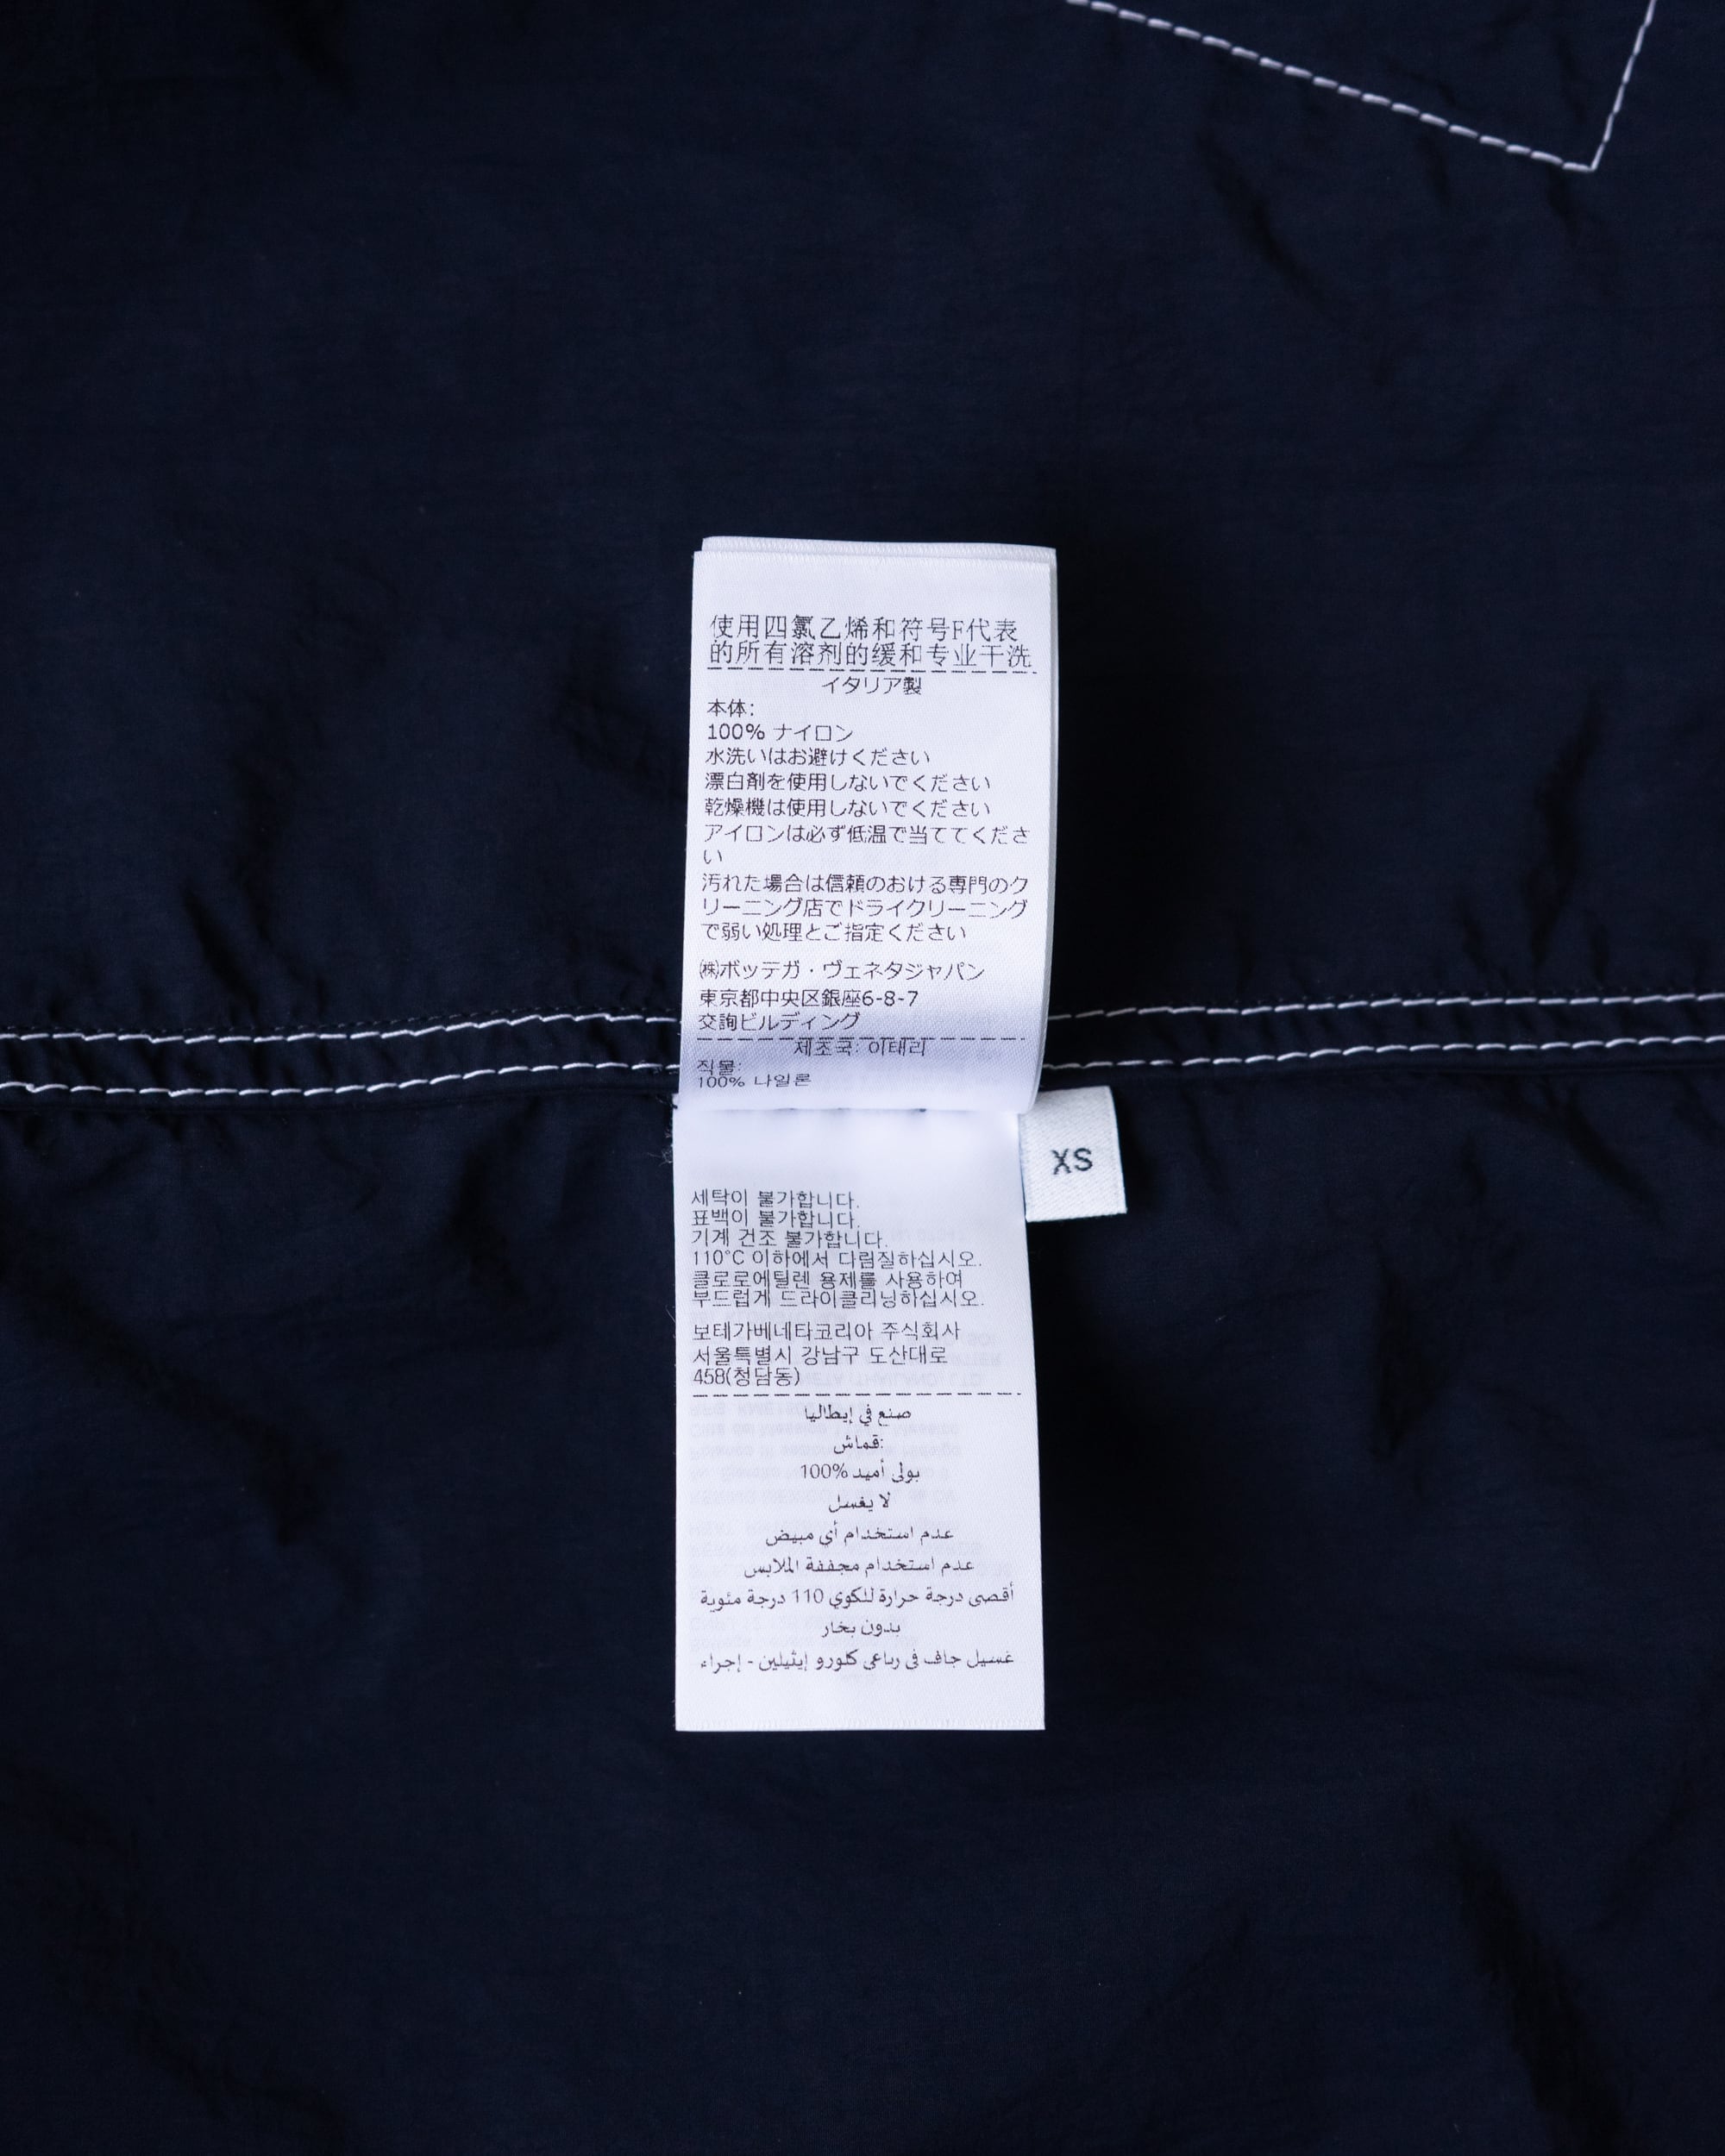 使用四氯乙烯和符号F代表
的所有溶剂的缓和专业干洗
イタリア製
本体:
100% ナイロン
水洗いはお避けください
漂白剤を使用しないでください
乾燥機は使用しないでください
アイロンは必ず低温で当ててくださ
い
汚れた場合は信頼のおける専門のク
リーニング店でドライクリーニング
で弱い処理とご指定ください
㈱ボッテガ・ヴェネタジャパン
東京都中央区銀座6-8-7
交詢ビルディング
제조국: 이태리
직물:
100% 나일론
XS
세탁이 불가합니다.
표백이 불가합니다.
기계 건조 불가합니다.
110°C 이하에서 다림질하십시오.
클로로에틸렌 용제를 사용하여
부드럽게 드라이클리닝하십시오.
보테가베네타코리아 주식회사
서울특별시 강남구 도산대로
458(청담동)
صنع في إيطاليا
قماش:
بولى أميد %100
لا يغسل
عدم استخدام أي مبيض
عدم استخدام مجففة الملابس
أقصى درجة حرارة للكوي 110 درجة مئوية
بدون بخار
غسيل جاف فى رباعى كلورو إيثيلين - إجراء